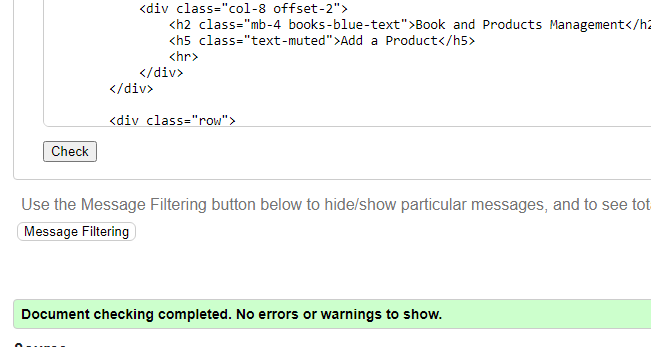 <div class="col-8 offset-2">
<h2 class="mb-4 books-blue-text">Book and Products Management</h2
<h5 class="text-muted">Add a Product</h5>
<hr>
</div>
</div>
<div class="row">
Check
Use the Message Filtering button below to hide/show particular messages, and to see tot
Message Filtering
Document checking completed. No errors or warnings to show.
Source